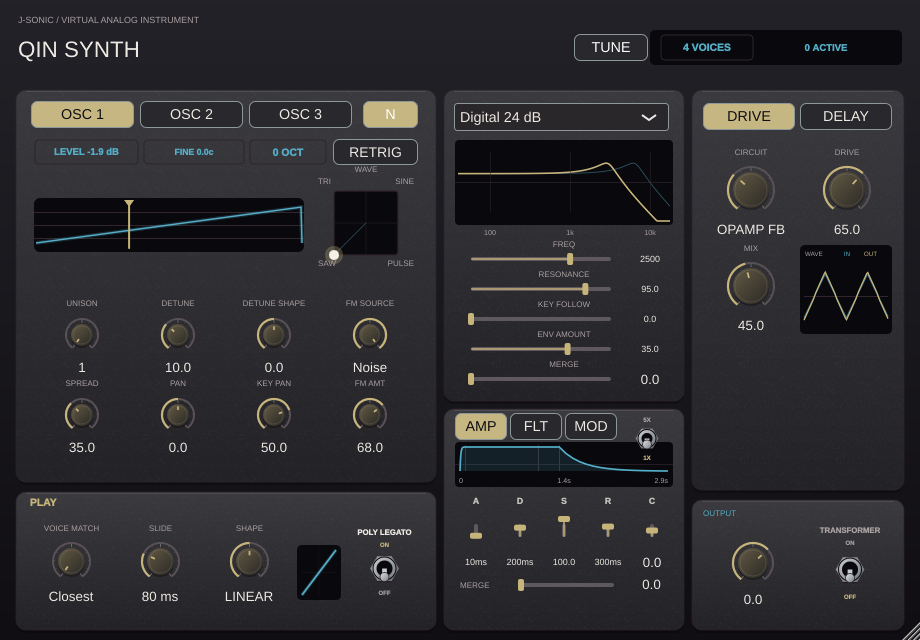 J-SONIC / VIRTUAL ANALOG INSTRUMENT
QIN SYNTH
TUNE
4 VOICES
0 ACTIVE
OSC 1
OSC 2
OSC 3
N
LEVEL -1.9 dB
FINE 0.0c
0 OCT
RETRIG
WAVE
TRI
SINE
SAW
PULSE
UNISON
DETUNE
DETUNE SHAPE
FM SOURCE
1
10.0
0.0
Noise
SPREAD
PAN
KEY PAN
FM AMT
35.0
0.0
50.0
68.0
PLAY
VOICE MATCH
SLIDE
SHAPE
POLY LEGATO
ON
OFF
Closest
80 ms
LINEAR
Digital 24 dB
100
1k
10k
FREQ
2500
RESONANCE
95.0
KEY FOLLOW
0.0
ENV AMOUNT
35.0
MERGE
0.0
AMP
FLT
MOD
5X
1X
0
1.4s
2.9s
A
D
S
R
C
10ms
200ms
100.0
300ms
0.0
MERGE
0.0
DRIVE
DELAY
CIRCUIT
DRIVE
OPAMP FB
65.0
MIX
45.0
WAVE
IN
OUT
OUTPUT
TRANSFORMER
ON
OFF
0.0